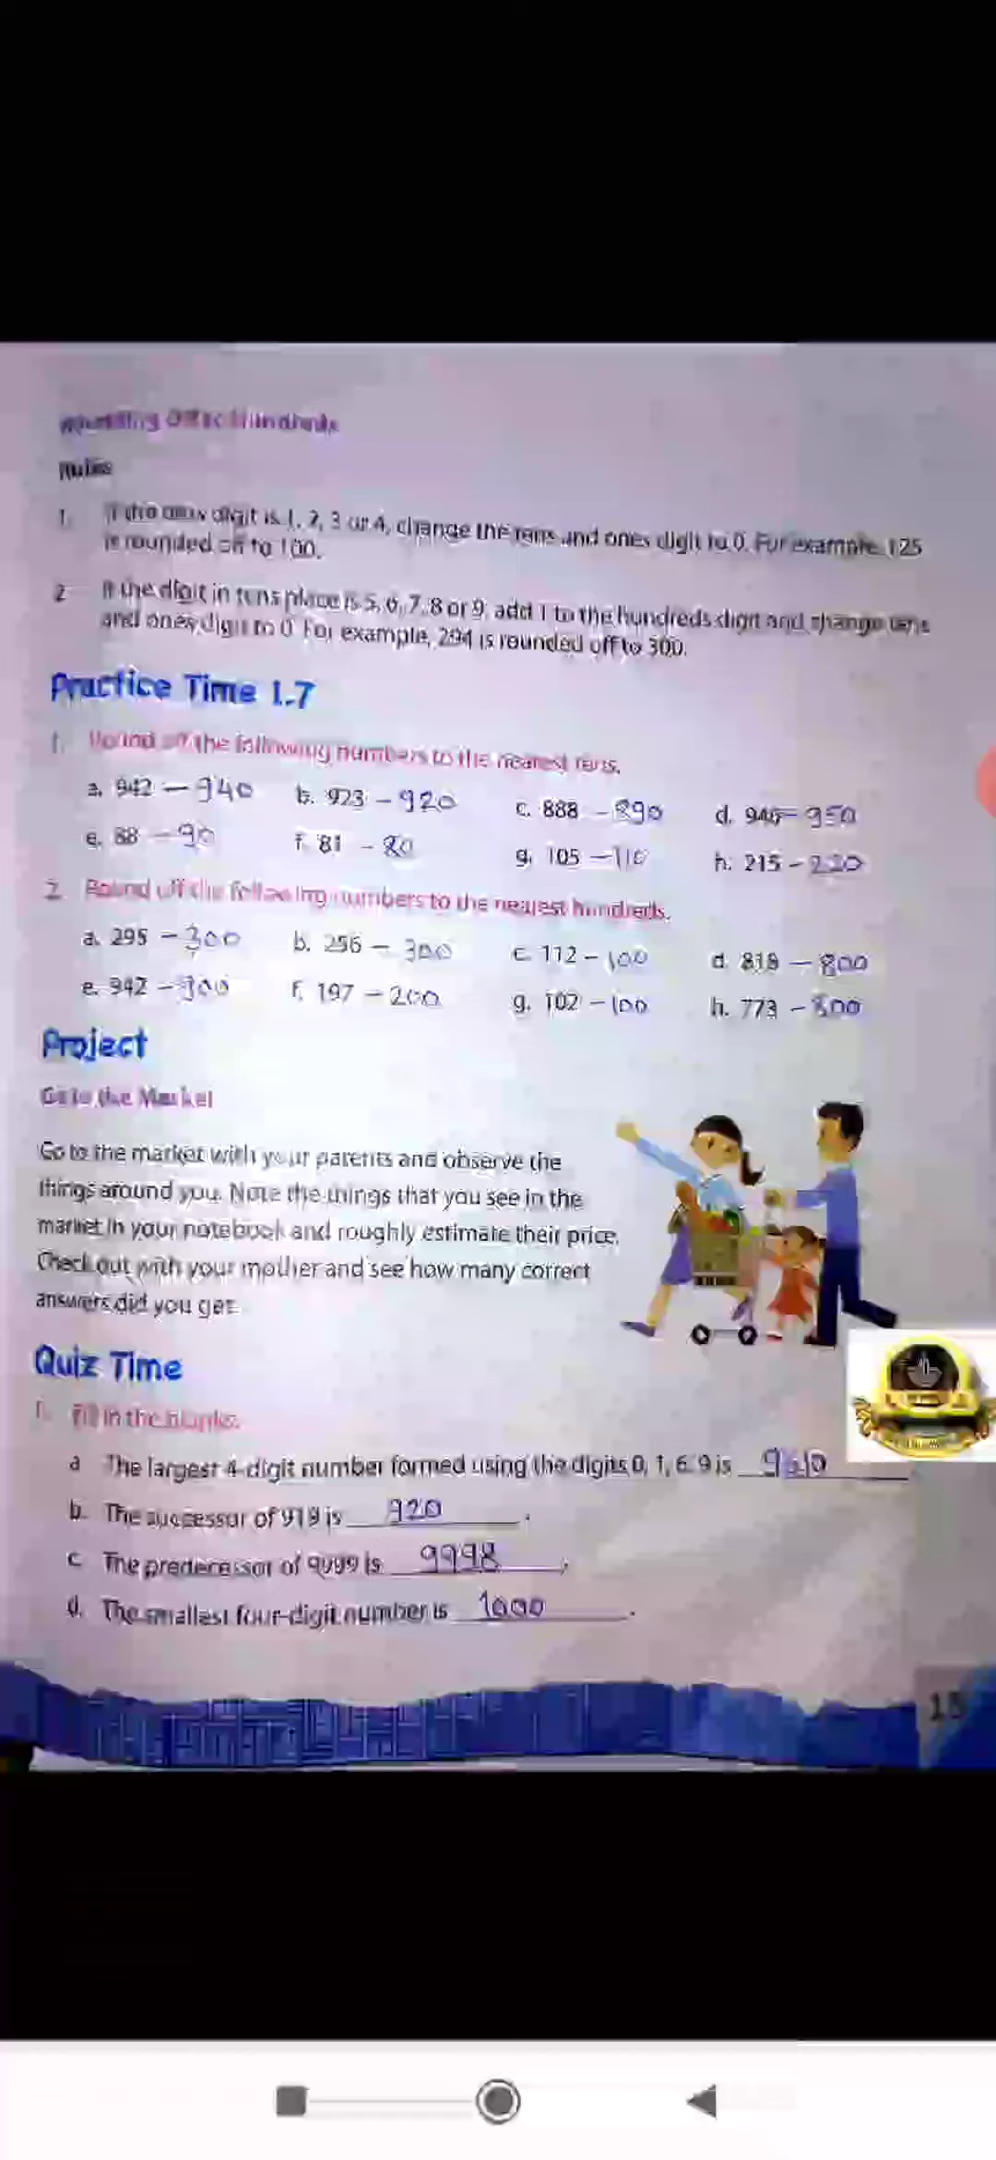 Rounding Off to Hundreds
Rules
1. If the tens digit is 1, 2, 3 or 4, change the tens and ones digit to 0. For example, 125
is rounded off to 100.
2 If the digit in tens place is 5, 6, 7, 8 or 9, add 1 to the hundreds digit and change tens
and ones digit to 0. For example, 294 is rounded off to 300.
Practice Time 1.7
1. Round off the following numbers to the nearest tens.
a. 942 — 940 b. 923 – 920 c. 888 – 890 d. – 950
e. 88 — 90 f. 81 – 80 g. 105 — 110 h. 215 – 220
2. Round off the following numbers to the nearest hundreds.
a. 295 – 300 b. 256 – 300 c. 112 – 100 d. 818 – 800
e. 942 – 900 f. 197 – 200 g. 102 – 100 h. 773 – 800
Project
Go to the Market
Go to the market with your parents and observe the
things around you. Note the things that you see in the
market in your notebook and roughly estimate their price.
Check out with your mother and see how many correct
answers did you get.
Quiz Time
1. Fill in the blanks.
a The largest 4-digit number formed using the digits 0, 1, 6, 9 is 9610
b. The successor of 919 is 920.
c The predecessor of 9999 is 9998.
d. The smallest four-digit number is 1000.
15